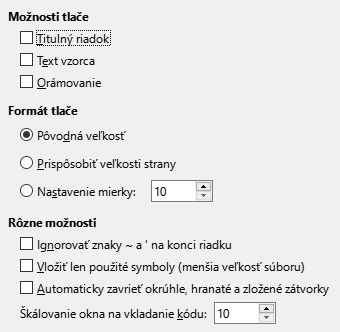 Možnosti tlače
Titulný riadok
Text vzorca
Orámovanie
Formát tlače
Pôvodná veľkosť
Prispôsobiť veľkosti strany
Nastavenie mierky: 10
Rôzne možnosti
Ignorovať znaky ~ a ' na konci riadku
Vložiť len použité symboly (menšia veľkosť súboru)
Automaticky zavrieť okrúhle, hranaté a zložené zátvorky
Škálovanie okna na vkladanie kódu: 10